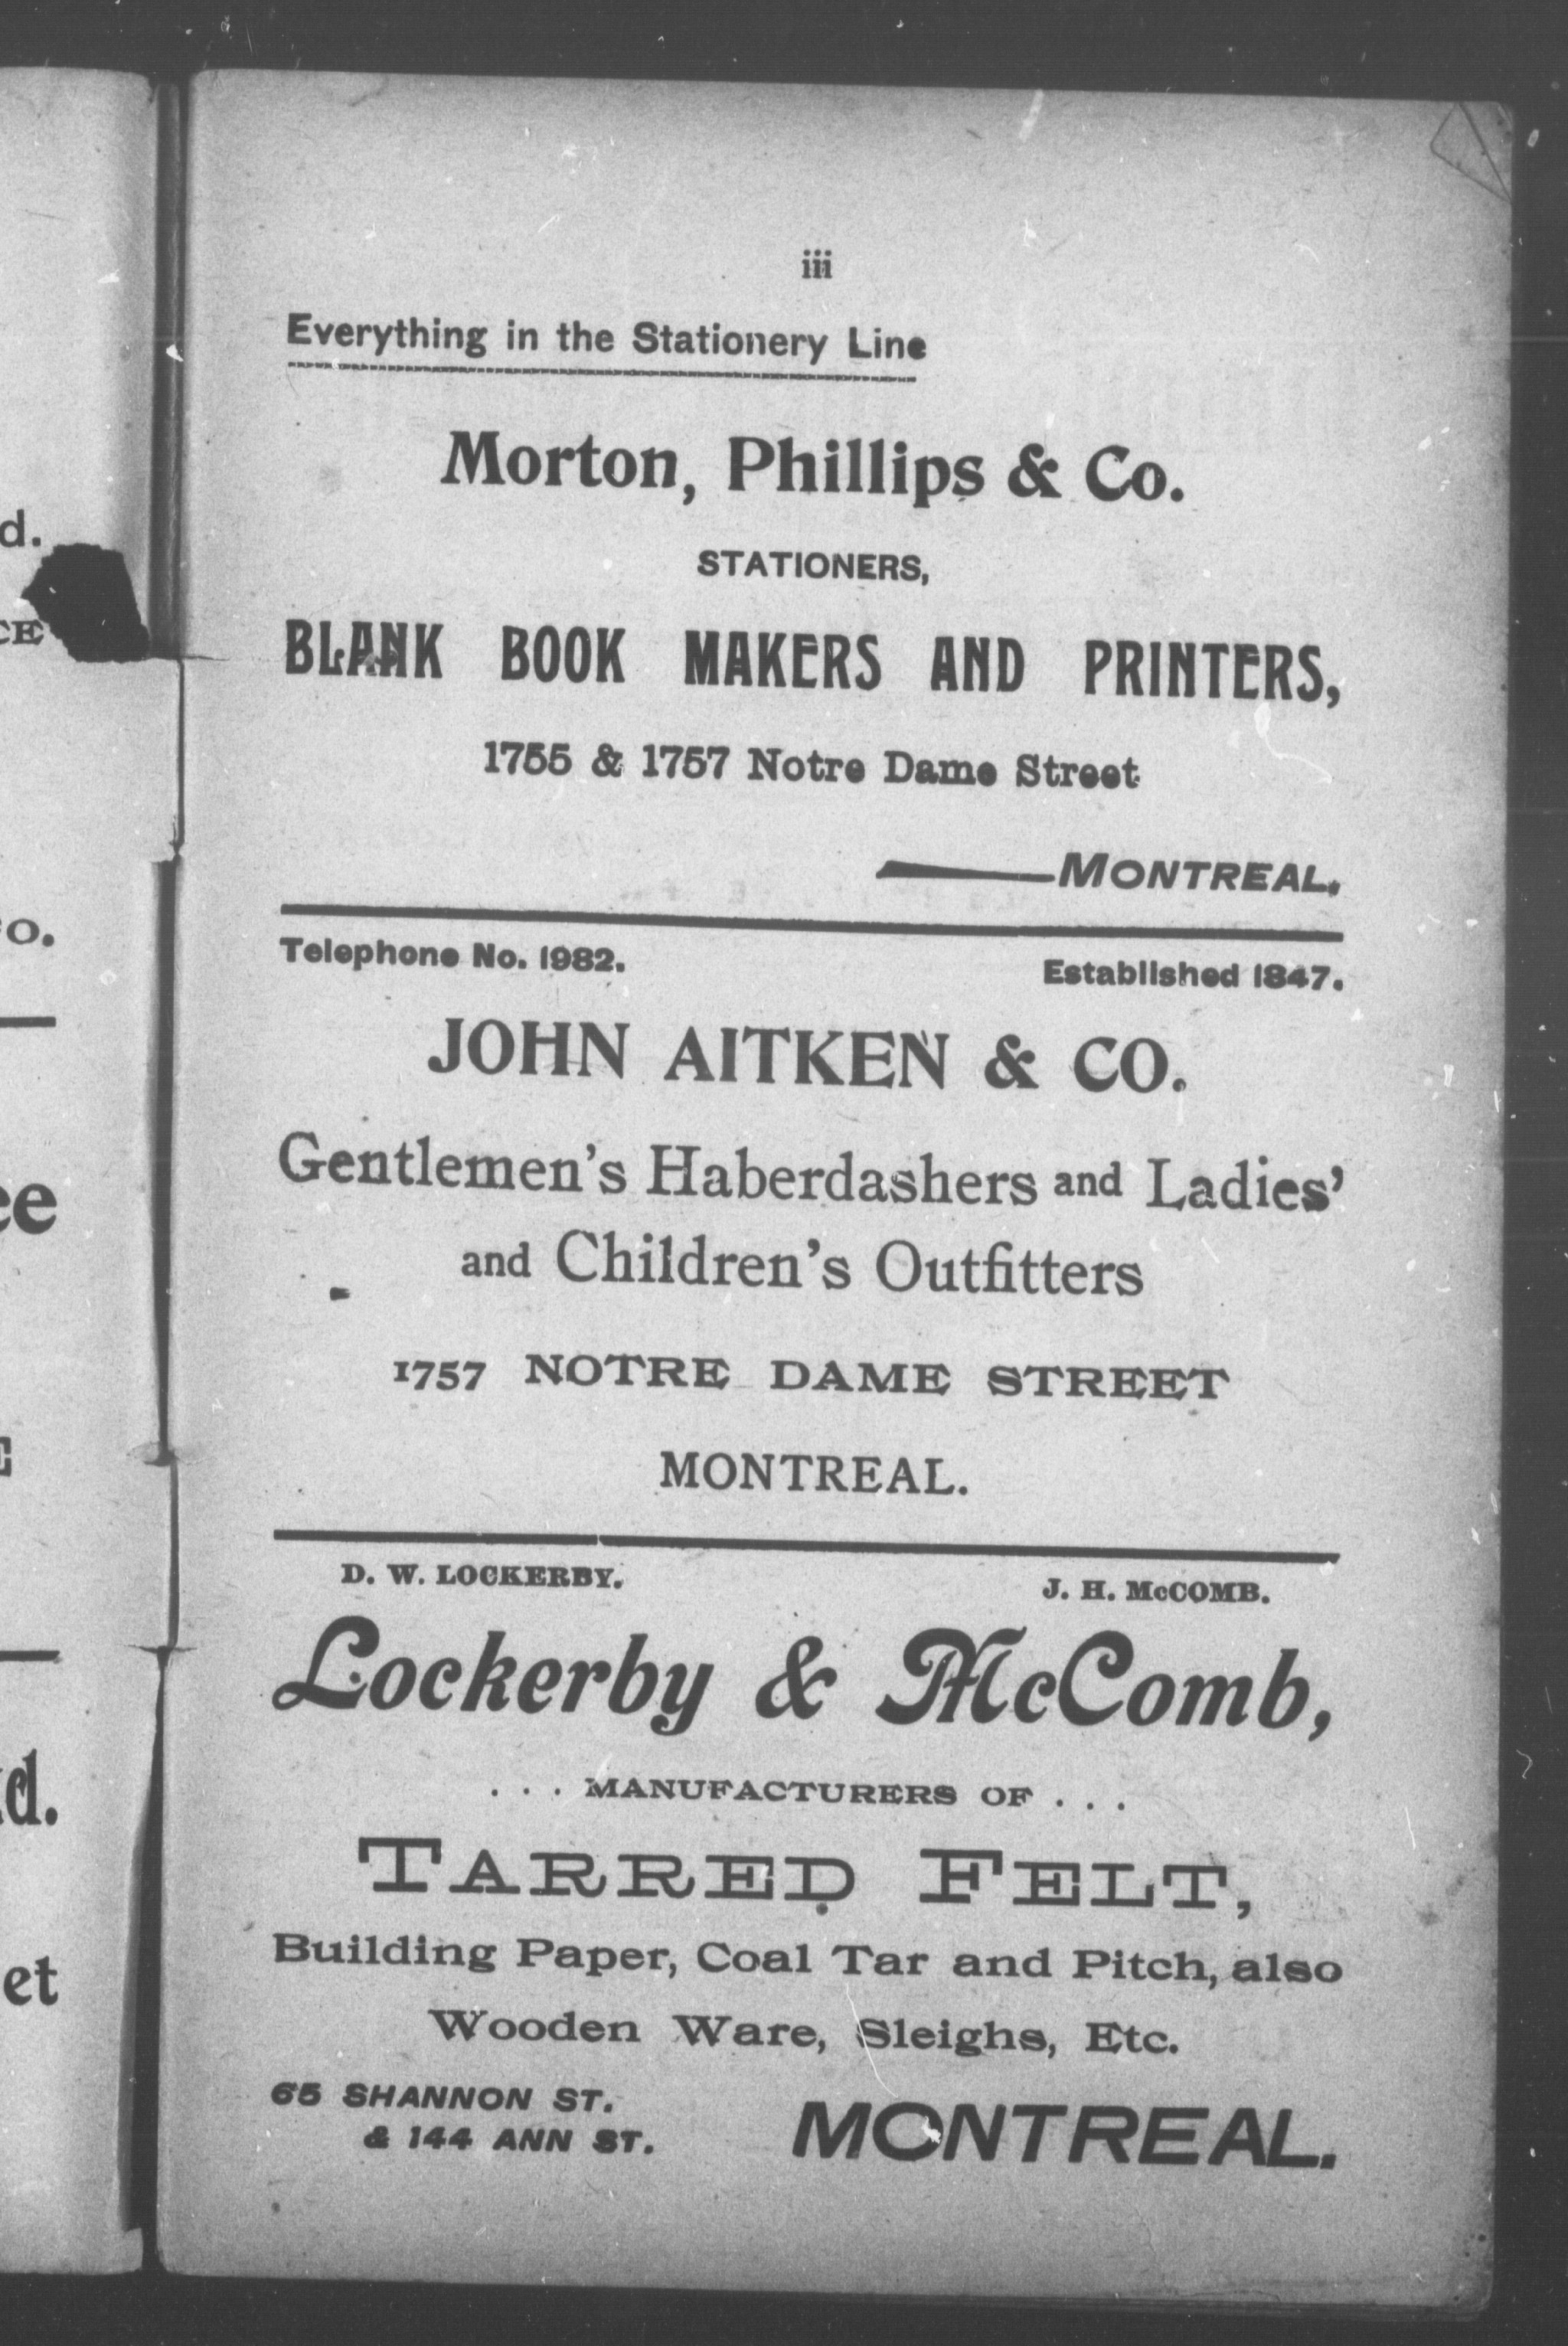 iii
Everything in the Stationery Line
Morton, Phillips & Co.
STATIONERS,
BLANK BOOK MAKERS AND PRINTERS,
1755 & 1757 Notre Dame Street
MONTREAL.
Telephone No. 1982.
Established 1847.
JOHN AITKEN & CO.
Gentlemen's Haberdashers and Ladies'
and Children's Outfitters
1757 NOTRE DAME STREET
MONTREAL.
D. W. LOCKERBY.
J. H. McCOMB.
Lockerby & McComb,
. . . MANUFACTURERS OF . . .
TARRED FELT,
Building Paper, Coal Tar and Pitch, also
Wooden Ware, Sleighs, Etc.
65 SHANNON ST.
& 144 ANN ST.
MONTREAL.